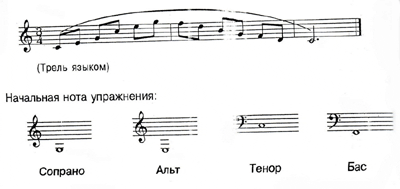 (Трель языком)
Начальная нота упражнения:
Сопрано Альт Тенор Бас